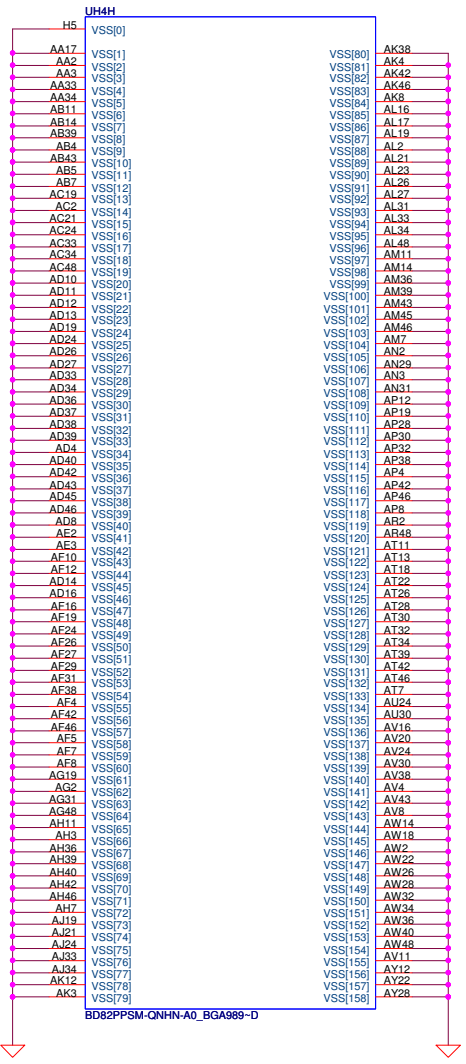 UH4H
H5 VSS[0]
AA17 VSS[1]
AA2 VSS[2]
AA3 VSS[3]
AA33 VSS[4]
AA34 VSS[5]
AB11 VSS[6]
AB14 VSS[7]
AB39 VSS[8]
AB4 VSS[9]
AB43 VSS[10]
AB5 VSS[11]
AB7 VSS[12]
AC19 VSS[13]
AC2 VSS[14]
AC21 VSS[15]
AC24 VSS[16]
AC33 VSS[17]
AC34 VSS[18]
AC48 VSS[19]
AD10 VSS[20]
AD11 VSS[21]
AD12 VSS[22]
AD13 VSS[23]
AD19 VSS[24]
AD24 VSS[25]
AD26 VSS[26]
AD27 VSS[27]
AD33 VSS[28]
AD34 VSS[29]
AD36 VSS[30]
AD37 VSS[31]
AD38 VSS[32]
AD39 VSS[33]
AD4 VSS[34]
AD40 VSS[35]
AD42 VSS[36]
AD43 VSS[37]
AD45 VSS[38]
AD46 VSS[39]
AD8 VSS[40]
AE2 VSS[41]
AE3 VSS[42]
AF10 VSS[43]
AF12 VSS[44]
AD14 VSS[45]
AD16 VSS[46]
AF16 VSS[47]
AF19 VSS[48]
AF24 VSS[49]
AF26 VSS[50]
AF27 VSS[51]
AF29 VSS[52]
AF31 VSS[53]
AF38 VSS[54]
AF4 VSS[55]
AF42 VSS[56]
AF46 VSS[57]
AF5 VSS[58]
AF7 VSS[59]
AF8 VSS[60]
AG19 VSS[61]
AG2 VSS[62]
AG31 VSS[63]
AG48 VSS[64]
AH11 VSS[65]
AH3 VSS[66]
AH36 VSS[67]
AH39 VSS[68]
AH40 VSS[69]
AH42 VSS[70]
AH46 VSS[71]
AH7 VSS[72]
AJ19 VSS[73]
AJ21 VSS[74]
AJ24 VSS[75]
AJ33 VSS[76]
AJ34 VSS[77]
AK12 VSS[78]
AK3 VSS[79]
VSS[80] AK38
VSS[81] AK4
VSS[82] AK42
VSS[83] AK46
VSS[84] AK8
VSS[85] AL16
VSS[86] AL17
VSS[87] AL19
VSS[88] AL2
VSS[89] AL21
VSS[90] AL23
VSS[91] AL26
VSS[92] AL27
VSS[93] AL31
VSS[94] AL33
VSS[95] AL34
VSS[96] AL48
VSS[97] AM11
VSS[98] AM14
VSS[99] AM36
VSS[100] AM39
VSS[101] AM43
VSS[102] AM45
VSS[103] AM46
VSS[104] AM7
VSS[105] AN2
VSS[106] AN29
VSS[107] AN3
VSS[108] AN31
VSS[109] AP12
VSS[110] AP19
VSS[111] AP28
VSS[112] AP30
VSS[113] AP32
VSS[114] AP38
VSS[115] AP4
VSS[116] AP42
VSS[117] AP46
VSS[118] AP8
VSS[119] AR2
VSS[120] AR48
VSS[121] AT11
VSS[122] AT13
VSS[123] AT18
VSS[124] AT22
VSS[125] AT26
VSS[126] AT28
VSS[127] AT30
VSS[128] AT32
VSS[129] AT34
VSS[130] AT39
VSS[131] AT42
VSS[132] AT46
VSS[133] AT7
VSS[134] AU24
VSS[135] AU30
VSS[136] AV16
VSS[137] AV20
VSS[138] AV24
VSS[139] AV30
VSS[140] AV38
VSS[141] AV4
VSS[142] AV43
VSS[143] AV8
VSS[144] AW14
VSS[145] AW18
VSS[146] AW2
VSS[147] AW22
VSS[148] AW26
VSS[149] AW28
VSS[150] AW32
VSS[151] AW34
VSS[152] AW36
VSS[153] AW40
VSS[154] AW48
VSS[155] AV11
VSS[156] AY12
VSS[157] AY22
VSS[158] AY28
BD82PPSM-QNHN-A0_BGA989~D